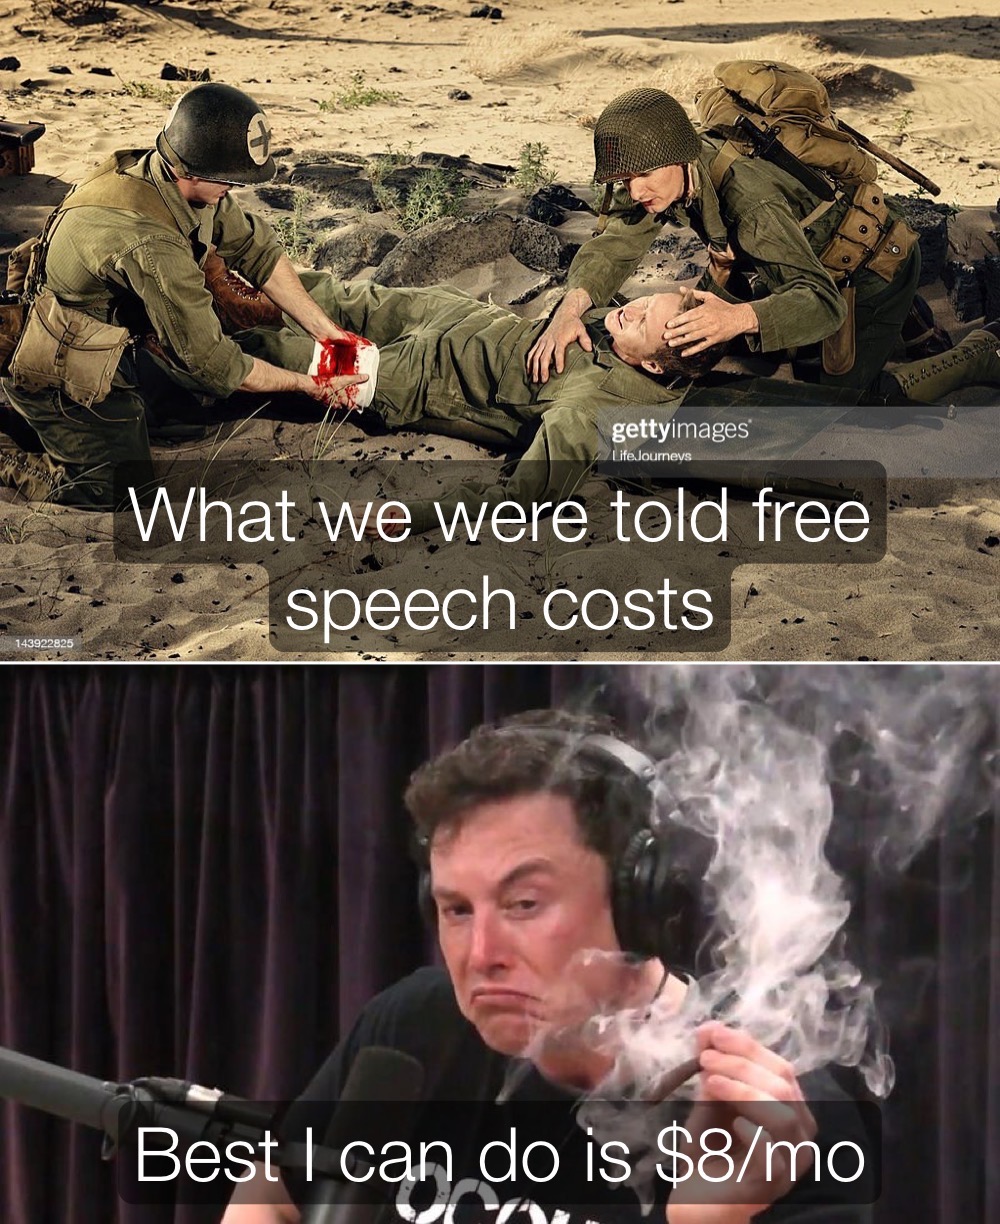 gettyimages®
LifeJourneys
What we were told free
speech costs
143922825
Best I can do is $8/mo